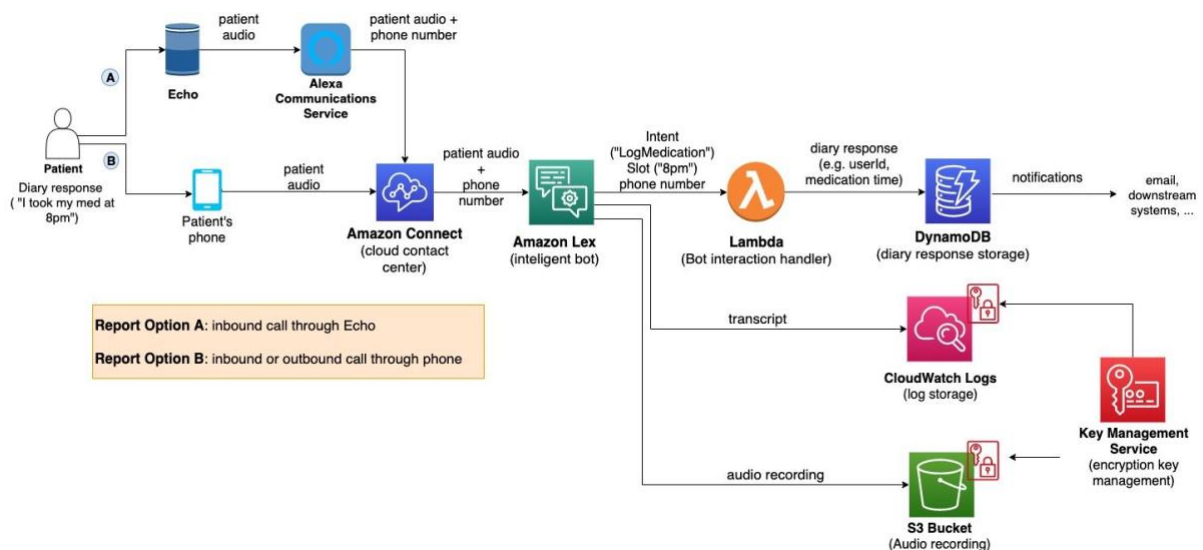 patient
audio
patient audio +
phone number
A
Echo
Alexa
Communications
Service
B
Patient
Diary response
( "I took my med at
8pm")
Patient's
phone
patient
audio
Amazon Connect
(cloud contact
center)
patient audio
+
phone
number
Amazon Lex
(inteligent bot)
Intent
("LogMedication")
Slot ("8pm")
phone number
Lambda
(Bot interaction handler)
diary response
(e.g. userId,
medication time)
DynamoDB
(diary response storage)
notifications
email,
downstream
systems, ...
Report Option A: inbound call through Echo
Report Option B: inbound or outbound call through phone
transcript
CloudWatch Logs
(log storage)
Key Management
Service
(encryption key
management)
audio recording
S3 Bucket
(Audio recording)